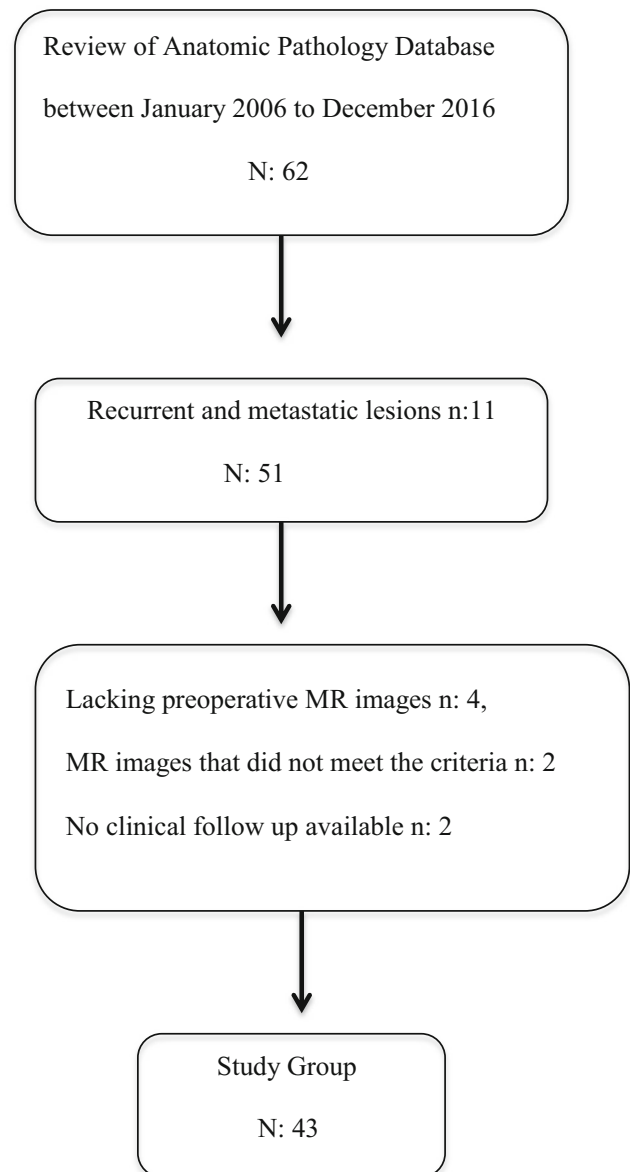 Review of Anatomic Pathology Database
between January 2006 to December 2016
N: 62
Recurrent and metastatic lesions n:11
N: 51
Lacking preoperative MR images n: 4,
MR images that did not meet the criteria n: 2
No clinical follow up available n: 2
Study Group
N: 43